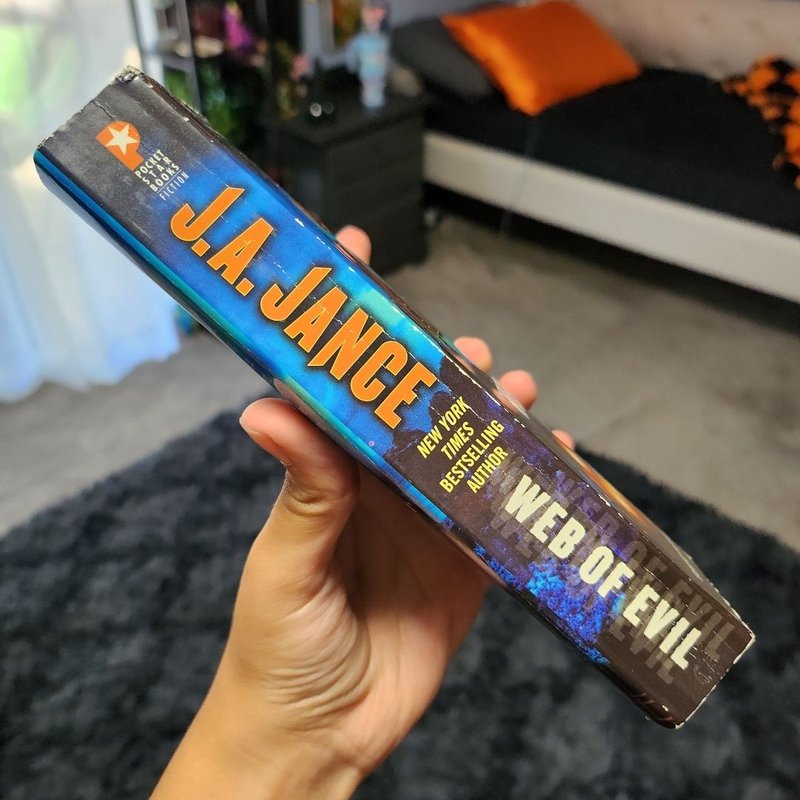 POCKET
STAR
BOOKS
FICTION
J.A. JANCE
NEW YORK
TIMES
BESTSELLING
AUTHOR
WEB OF EVIL